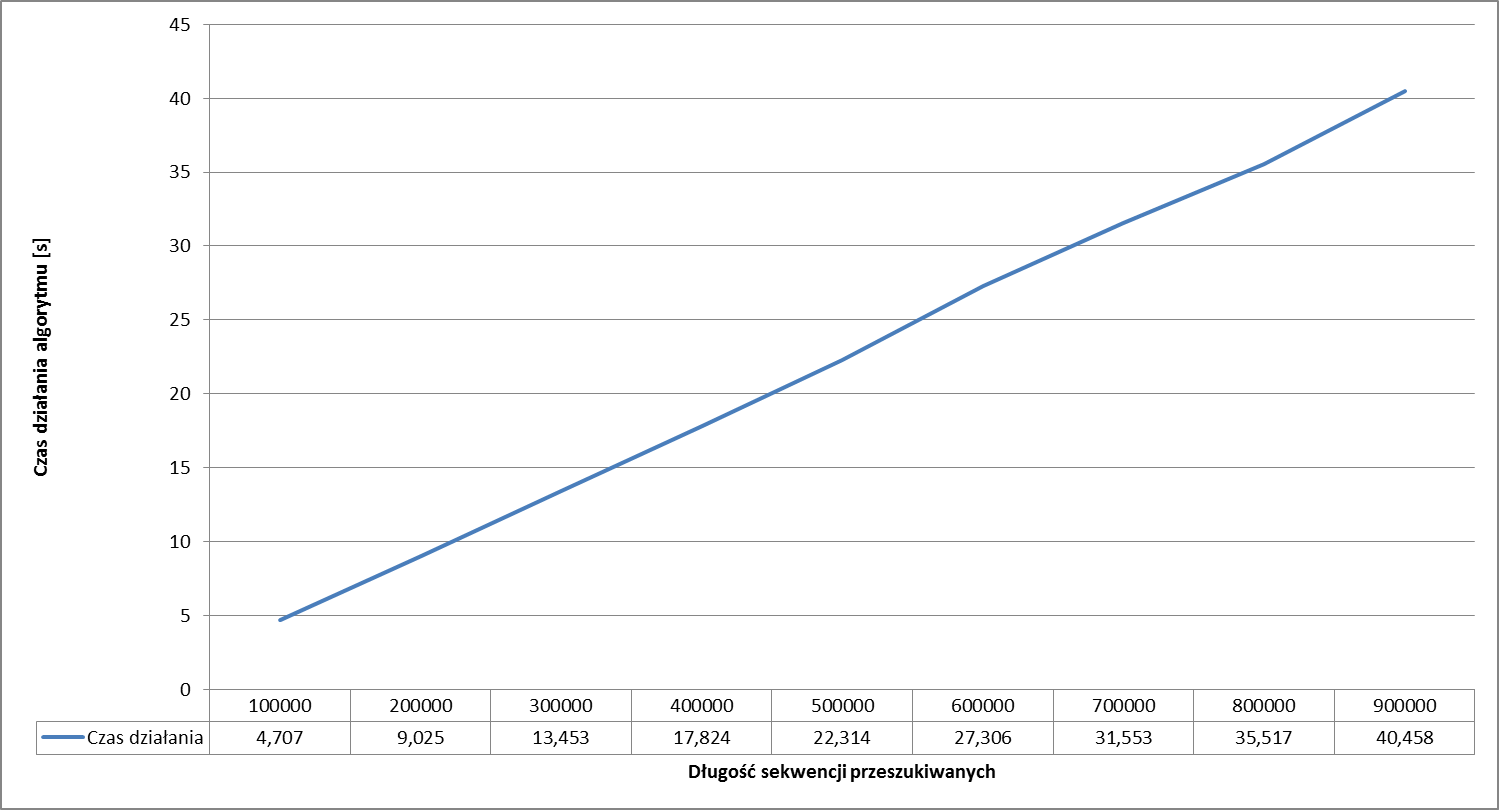 45
40
35
30
25
20
15
10
5
0
Czas działania algorytmu [s]
100000 200000 300000 400000 500000 600000 700000 800000 900000
Czas działania 4,707 9,025 13,453 17,824 22,314 27,306 31,553 35,517 40,458
Długość sekwencji przeszukiwanych